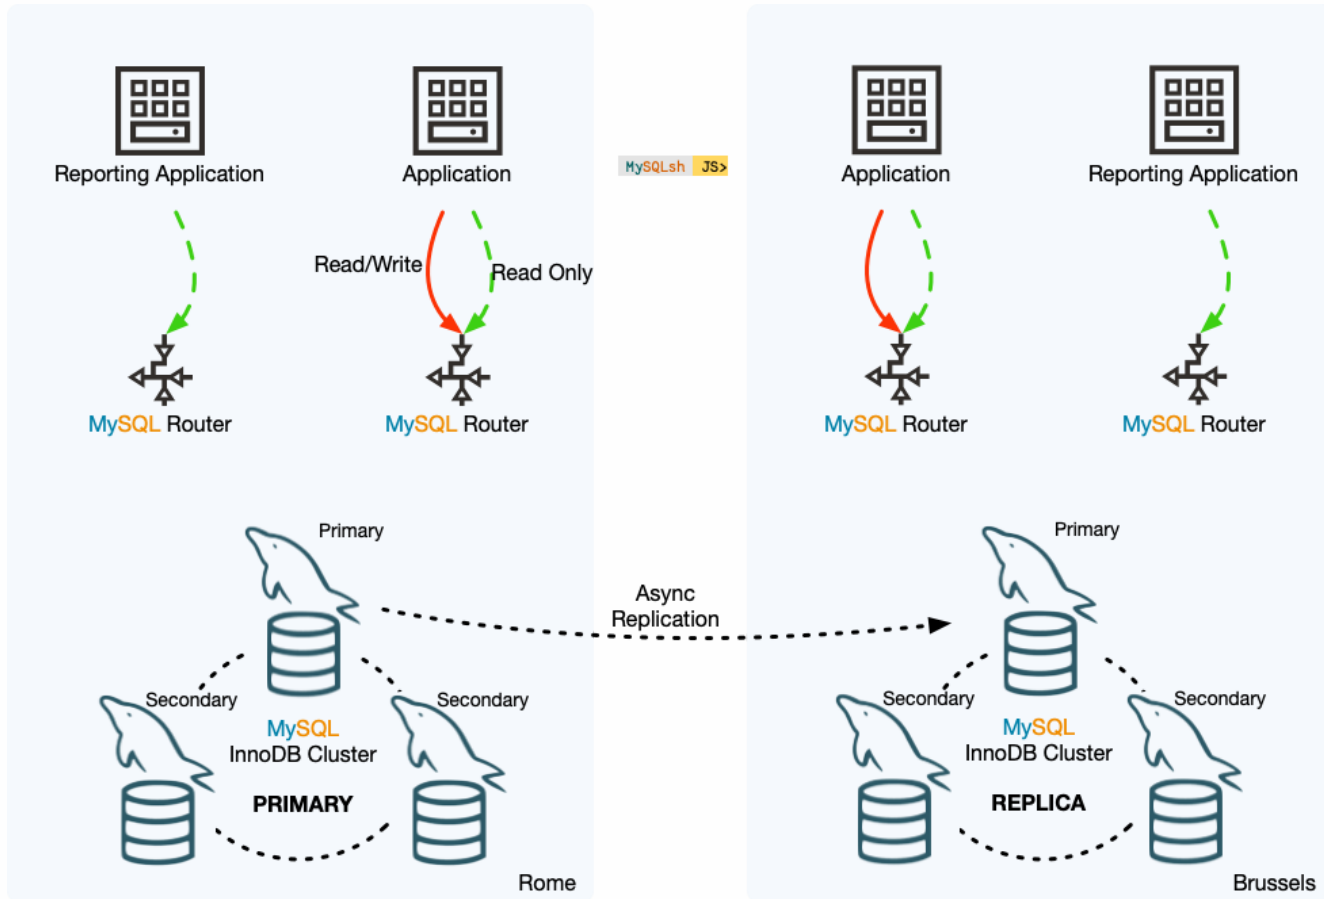 Reporting Application
Application
MySQLsh JS>
Application
Reporting Application
Read/Write
Read Only
MySQL Router
MySQL Router
MySQL Router
MySQL Router
Primary
Primary
Async
Replication
Secondary
Secondary
Secondary
Secondary
MySQL
InnoDB Cluster
PRIMARY
MySQL
InnoDB Cluster
REPLICA
Rome
Brussels